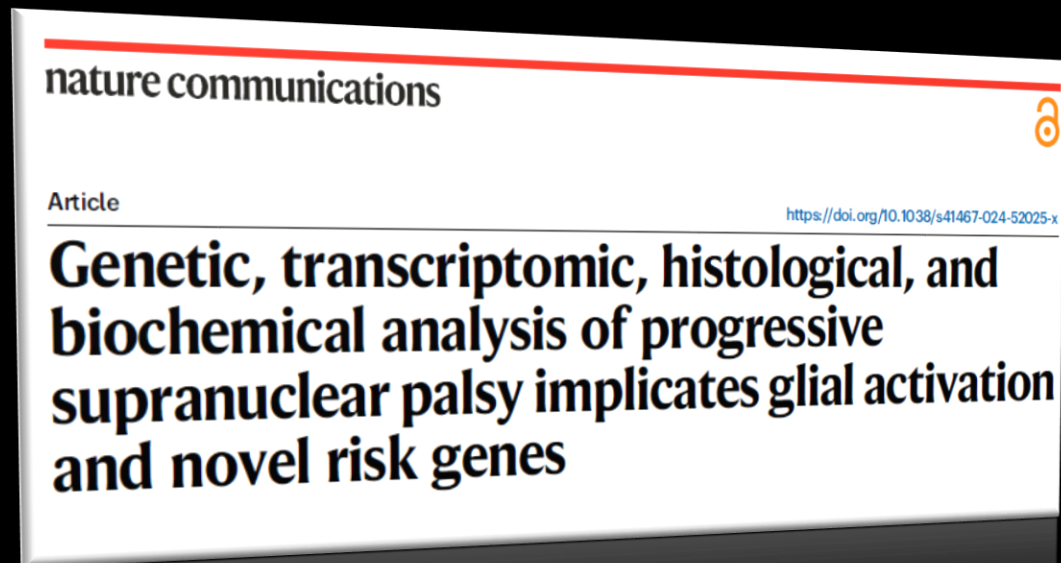 nature communications
Article
https://doi.org/10.1038/s41467-024-52025-x
Genetic, transcriptomic, histological, and
biochemical analysis of progressive
supranuclear palsy implicates glial activation
and novel risk genes